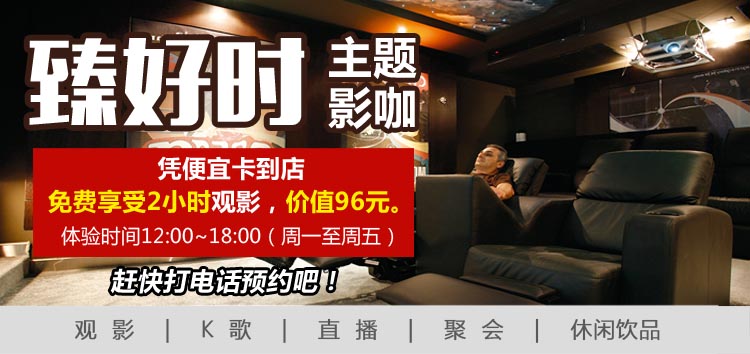 臻好时
主题
影咖
凭便宜卡到店
免费享受2小时观影，价值96元。
体验时间12:00~18:00（周一至周五）
赶快打电话预约吧！
观影 | K歌 | 直播 | 聚会 | 休闲饮品